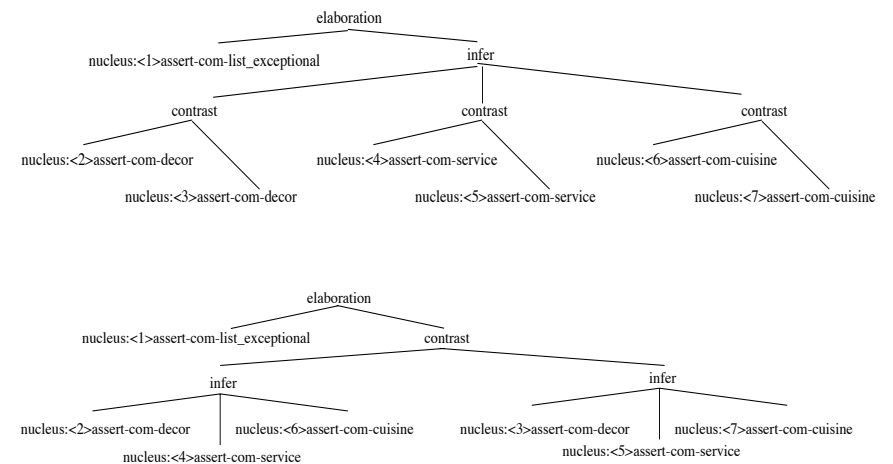 elaboration
nucleus:<1>assert-com-list_exceptional
infer
contrast
contrast
contrast
nucleus:<2>assert-com-decor
nucleus:<4>assert-com-service
nucleus:<6>assert-com-cuisine
nucleus:<3>assert-com-decor
nucleus:<5>assert-com-service
nucleus:<7>assert-com-cuisine
elaboration
nucleus:<1>assert-com-list_exceptional
contrast
infer
infer
nucleus:<2>assert-com-decor
nucleus:<6>assert-com-cuisine
nucleus:<3>assert-com-decor
nucleus:<7>assert-com-cuisine
nucleus:<4>assert-com-service
nucleus:<5>assert-com-service